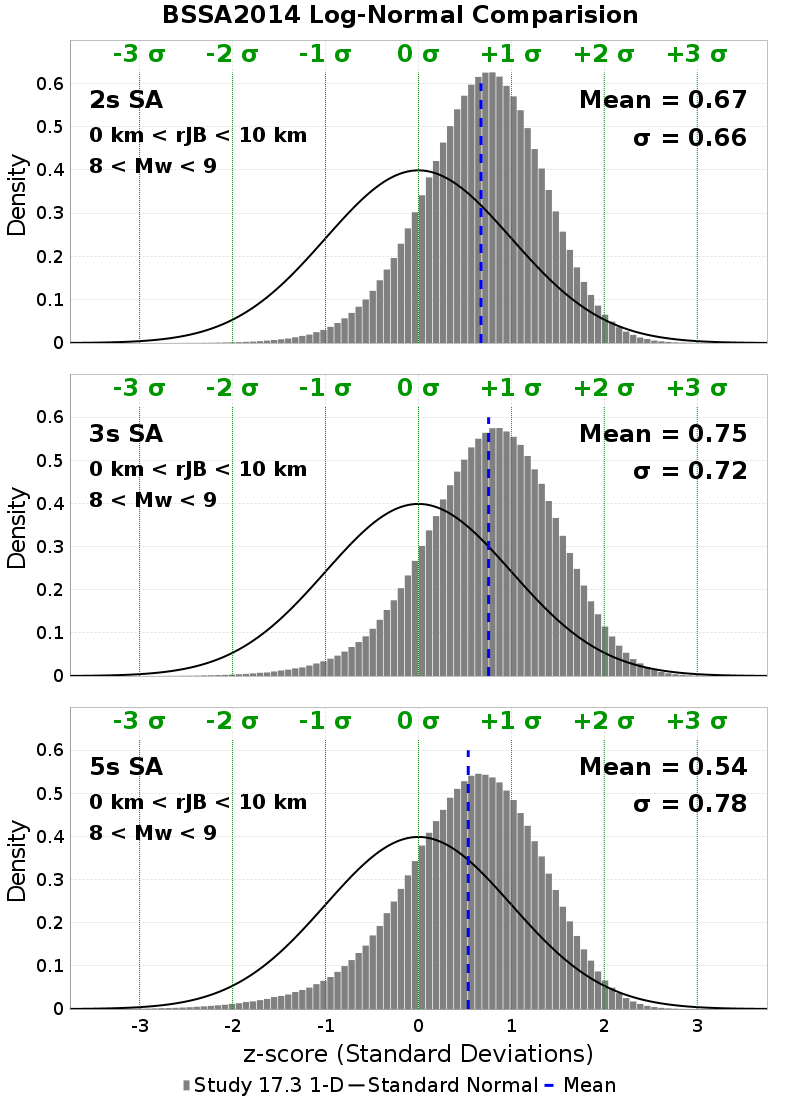 BSSA2014 Log-Normal Comparision
-3 σ -2 σ -1 σ 0 σ +1 σ +2 σ +3 σ
2s SA
0 km < rJB < 10 km
8 < Mw < 9
Mean = 0.67
σ = 0.66
Density
0.6
0.5
0.4
0.3
0.2
0.1
0
-3 σ -2 σ -1 σ 0 σ +1 σ +2 σ +3 σ
3s SA
0 km < rJB < 10 km
8 < Mw < 9
Mean = 0.75
σ = 0.72
Density
0.6
0.5
0.4
0.3
0.2
0.1
0
-3 σ -2 σ -1 σ 0 σ +1 σ +2 σ +3 σ
5s SA
0 km < rJB < 10 km
8 < Mw < 9
Mean = 0.54
σ = 0.78
Density
0.6
0.5
0.4
0.3
0.2
0.1
0
-3 -2 -1 0 1 2 3
z-score (Standard Deviations)
Study 17.3 1-D Standard Normal Mean